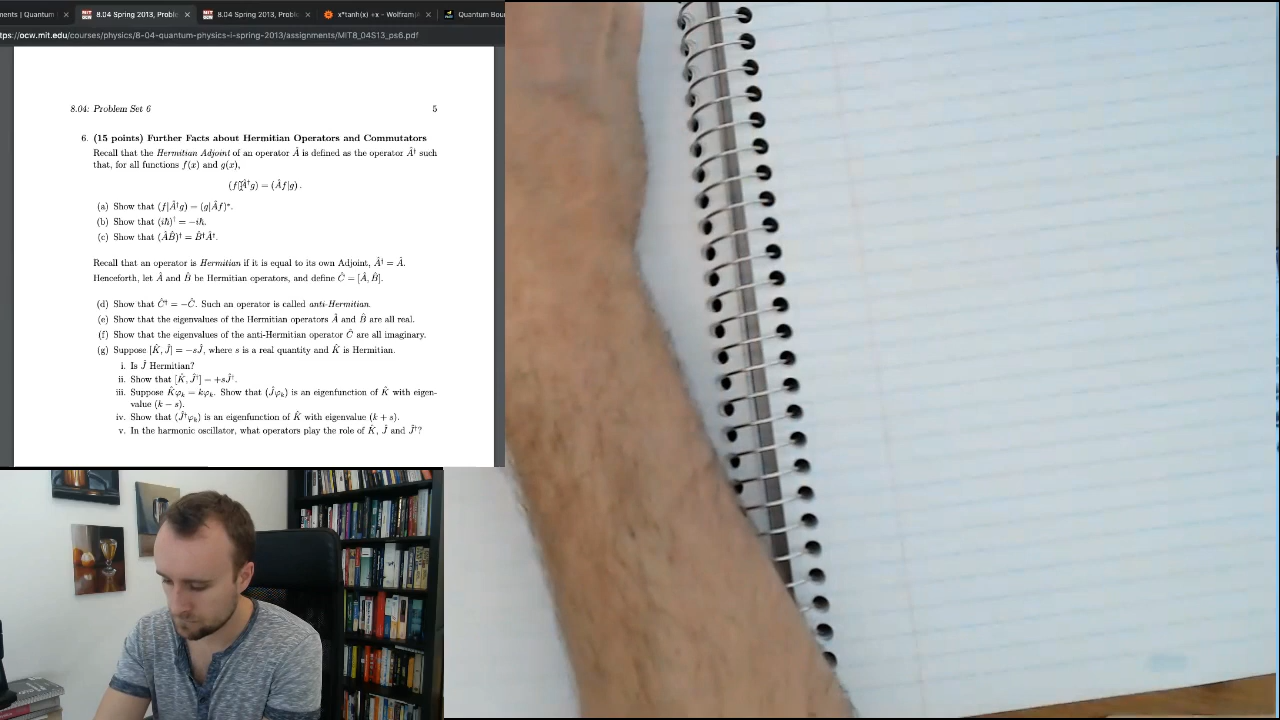 ments | Quantum
8.04 Spring 2013, Problem
8.04 Spring 2013, Problem
x*tanh(x) +x - Wolfram|
Quantum Bou
tps://ocw.mit.edu/courses/physics/8-04-quantum-physics-i-spring-2013/assignments/MIT8_04S13_ps6.pdf
8.04: Problem Set 6 5
6. (15 points) Further Facts about Hermitian Operators and Commutators
Recall that the Hermitian Adjoint of an operator Â is defined as the operator Â† such
that, for all functions f(x) and g(x),
(f|Â†g) = (Âf|g) .
(a) Show that (f|Â†g) = (g|Âf)*.
(b) Show that (iħ)† = −iħ.
(c) Show that (ÂB̂)† = B̂†Â†.
Recall that an operator is Hermitian if it is equal to its own Adjoint, Â† = Â.
Henceforth, let Â and B̂ be Hermitian operators, and define Ĉ = [Â, B̂].
(d) Show that Ĉ† = −Ĉ. Such an operator is called anti-Hermitian.
(e) Show that the eigenvalues of the Hermitian operators Â and B̂ are all real.
(f) Show that the eigenvalues of the anti-Hermitian operator Ĉ are all imaginary.
(g) Suppose [K̂, Ĵ] = −sĴ, where s is a real quantity and K̂ is Hermitian.
i. Is Ĵ Hermitian?
ii. Show that [K̂, Ĵ†] = +sĴ†.
iii. Suppose K̂φₖ = kφₖ. Show that (Ĵφₖ) is an eigenfunction of K̂ with eigen-
value (k − s).
iv. Show that (Ĵ†φₖ) is an eigenfunction of K̂ with eigenvalue (k + s).
v. In the harmonic oscillator, what operators play the role of K̂, Ĵ and Ĵ†?